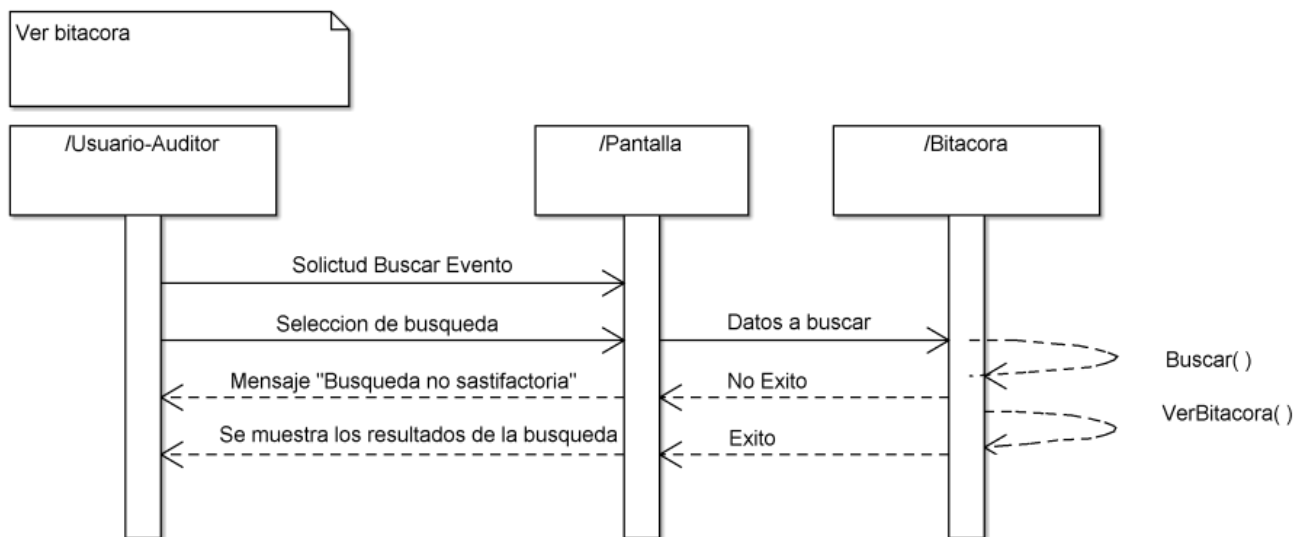 Ver bitacora
/Usuario-Auditor
/Pantalla
/Bitacora
Solictud Buscar Evento
Seleccion de busqueda
Datos a buscar
Buscar( )
Mensaje "Busqueda no sastifactoria"
No Exito
VerBitacora( )
Se muestra los resultados de la busqueda
Exito